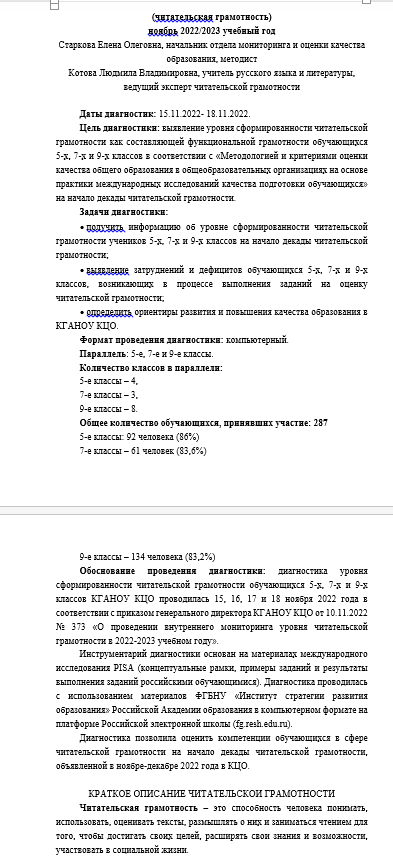 (читательская грамотность)
ноябрь 2022/2023 учебный год
Старкова Елена Олеговна, начальник отдела мониторинга и оценки качества
образования, методист
Котова Людмила Владимировна, учитель русского языка и литературы,
ведущий эксперт читательской грамотности
Даты диагностик: 15.11.2022- 18.11.2022.
Цель диагностики: выявление уровня сформированности читательской
грамотности как составляющей функциональной грамотности обучающихся
5-х, 7-х и 9-х классов в соответствии с «Методологией и критериями оценки
качества общего образования в общеобразовательных организациях на основе
практики международных исследований качества подготовки обучающихся»
на начало декады читательской грамотности.
Задачи диагностики:
• получить информацию об уровне сформированности читательской
грамотности учеников 5-х, 7-х и 9-х классов на начало декады читательской
грамотности;
• выявление затруднений и дефицитов обучающихся 5-х, 7-х и 9-х
классов, возникающих в процессе выполнения заданий на оценку
читательской грамотности;
• определить ориентиры развития и повышения качества образования в
КГАНОУ КЦО.
Формат проведения диагностики: компьютерный.
Параллель: 5-е, 7-е и 9-е классы.
Количество классов в параллели:
5-е классы – 4,
7-е классы – 3,
9-е классы – 8.
Общее количество обучающихся, принявших участие: 287
5-е классы: 92 человека (86%)
7-е классы – 61 человек (83,6%)
9-е классы – 134 человека (83,2%)
Обоснование проведения диагностики: диагностика уровня
сформированности читательской грамотности обучающихся 5-х, 7-х и 9-х
классов КГАНОУ КЦО проводилась 15, 16, 17 и 18 ноября 2022 года в
соответствии с приказом генерального директора КГАНОУ КЦО от 10.11.2022
№ 373 «О проведении внутреннего мониторинга уровня читательской
грамотности в 2022-2023 учебном году».
Инструментарий диагностики основан на материалах международного
исследования PISA (концептуальные рамки, примеры заданий и результаты
выполнения заданий российскими обучающимися). Диагностика проводилась
с использованием материалов ФГБНУ «Институт стратегии развития
образования» Российской Академии образования в компьютерном формате на
платформе Российской электронной школы (fg.resh.edu.ru).
Диагностика позволила оценить компетенции обучающихся в сфере
читательской грамотности на начало декады читательской грамотности,
объявленной в ноябре-декабре 2022 года в КЦО.
КРАТКОЕ ОПИСАНИЕ ЧИТАТЕЛЬСКОЙ ГРАМОТНОСТИ
Читательская грамотность – это способность человека понимать,
использовать, оценивать тексты, размышлять о них и заниматься чтением для
того, чтобы достигать своих целей, расширять свои знания и возможности,
участвовать в социальной жизни.